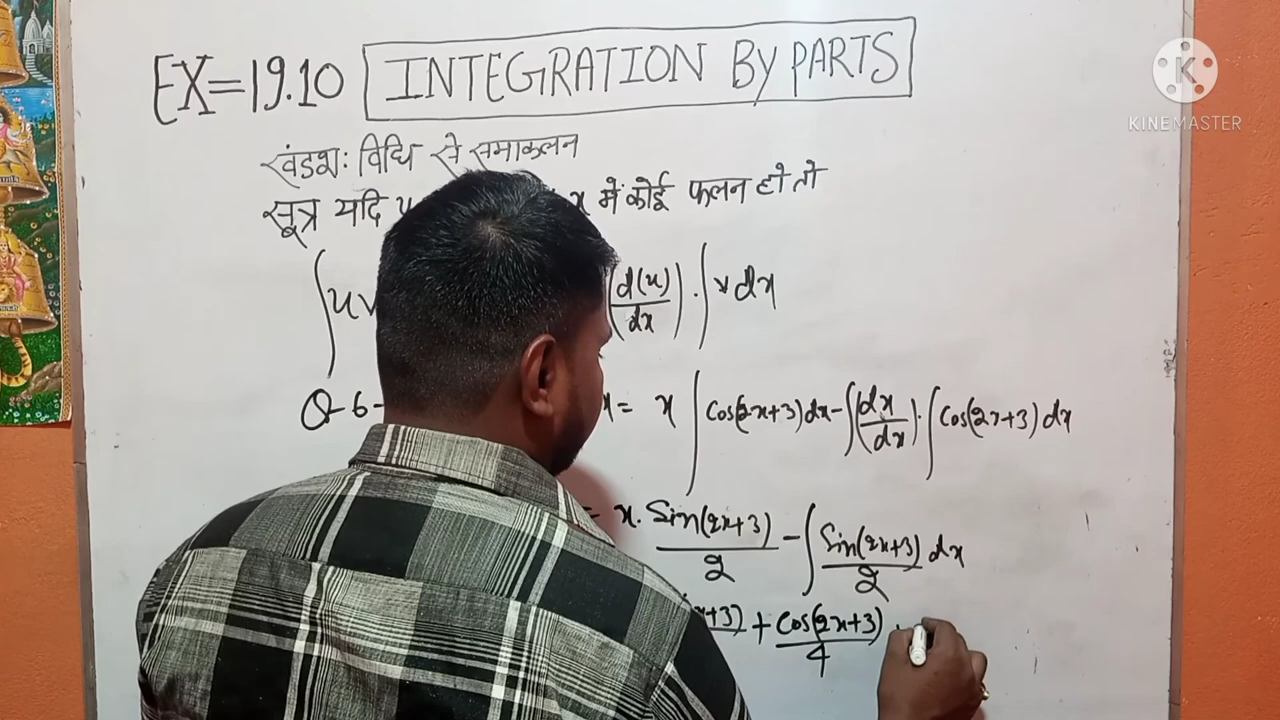 EX=19.10 INTEGRATION BY PARTS
KINEMASTER
खंडशः विधि से समाकलन
सूत्र यदि u x में कोई फलन हो तो
∫uv (d(u)/dx).∫v dx
Q-6- x= x∫cos(2x+3)dx-∫(dx/dx).∫cos(2x+3)dx
= x.Sin(2x+3)/2 - ∫Sin(2x+3)/2 dx
x+3) + cos(2x+3)/4